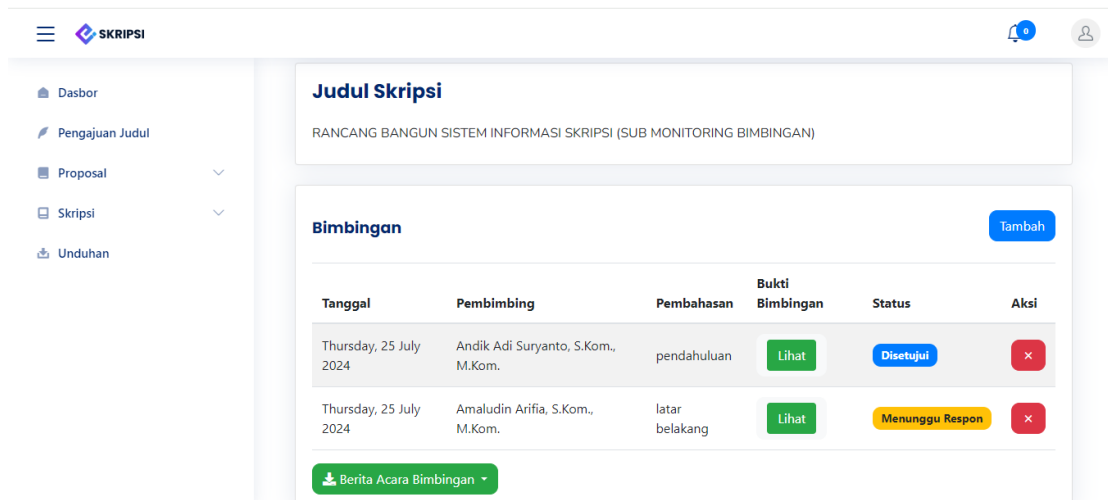 SKRIPSI
0
Dasbor
Pengajuan Judul
Proposal
Skripsi
Unduhan
Judul Skripsi
RANCANG BANGUN SISTEM INFORMASI SKRIPSI (SUB MONITORING BIMBINGAN)
Bimbingan
Tambah
Tanggal Pembimbing Pembahasan Bukti Bimbingan Status Aksi
Thursday, 25 July 2024 Andik Adi Suryanto, S.Kom., M.Kom. pendahuluan Lihat Disetujui ×
Thursday, 25 July 2024 Amaludin Arifia, S.Kom., M.Kom. latar belakang Lihat Menunggu Respon ×
Berita Acara Bimbingan